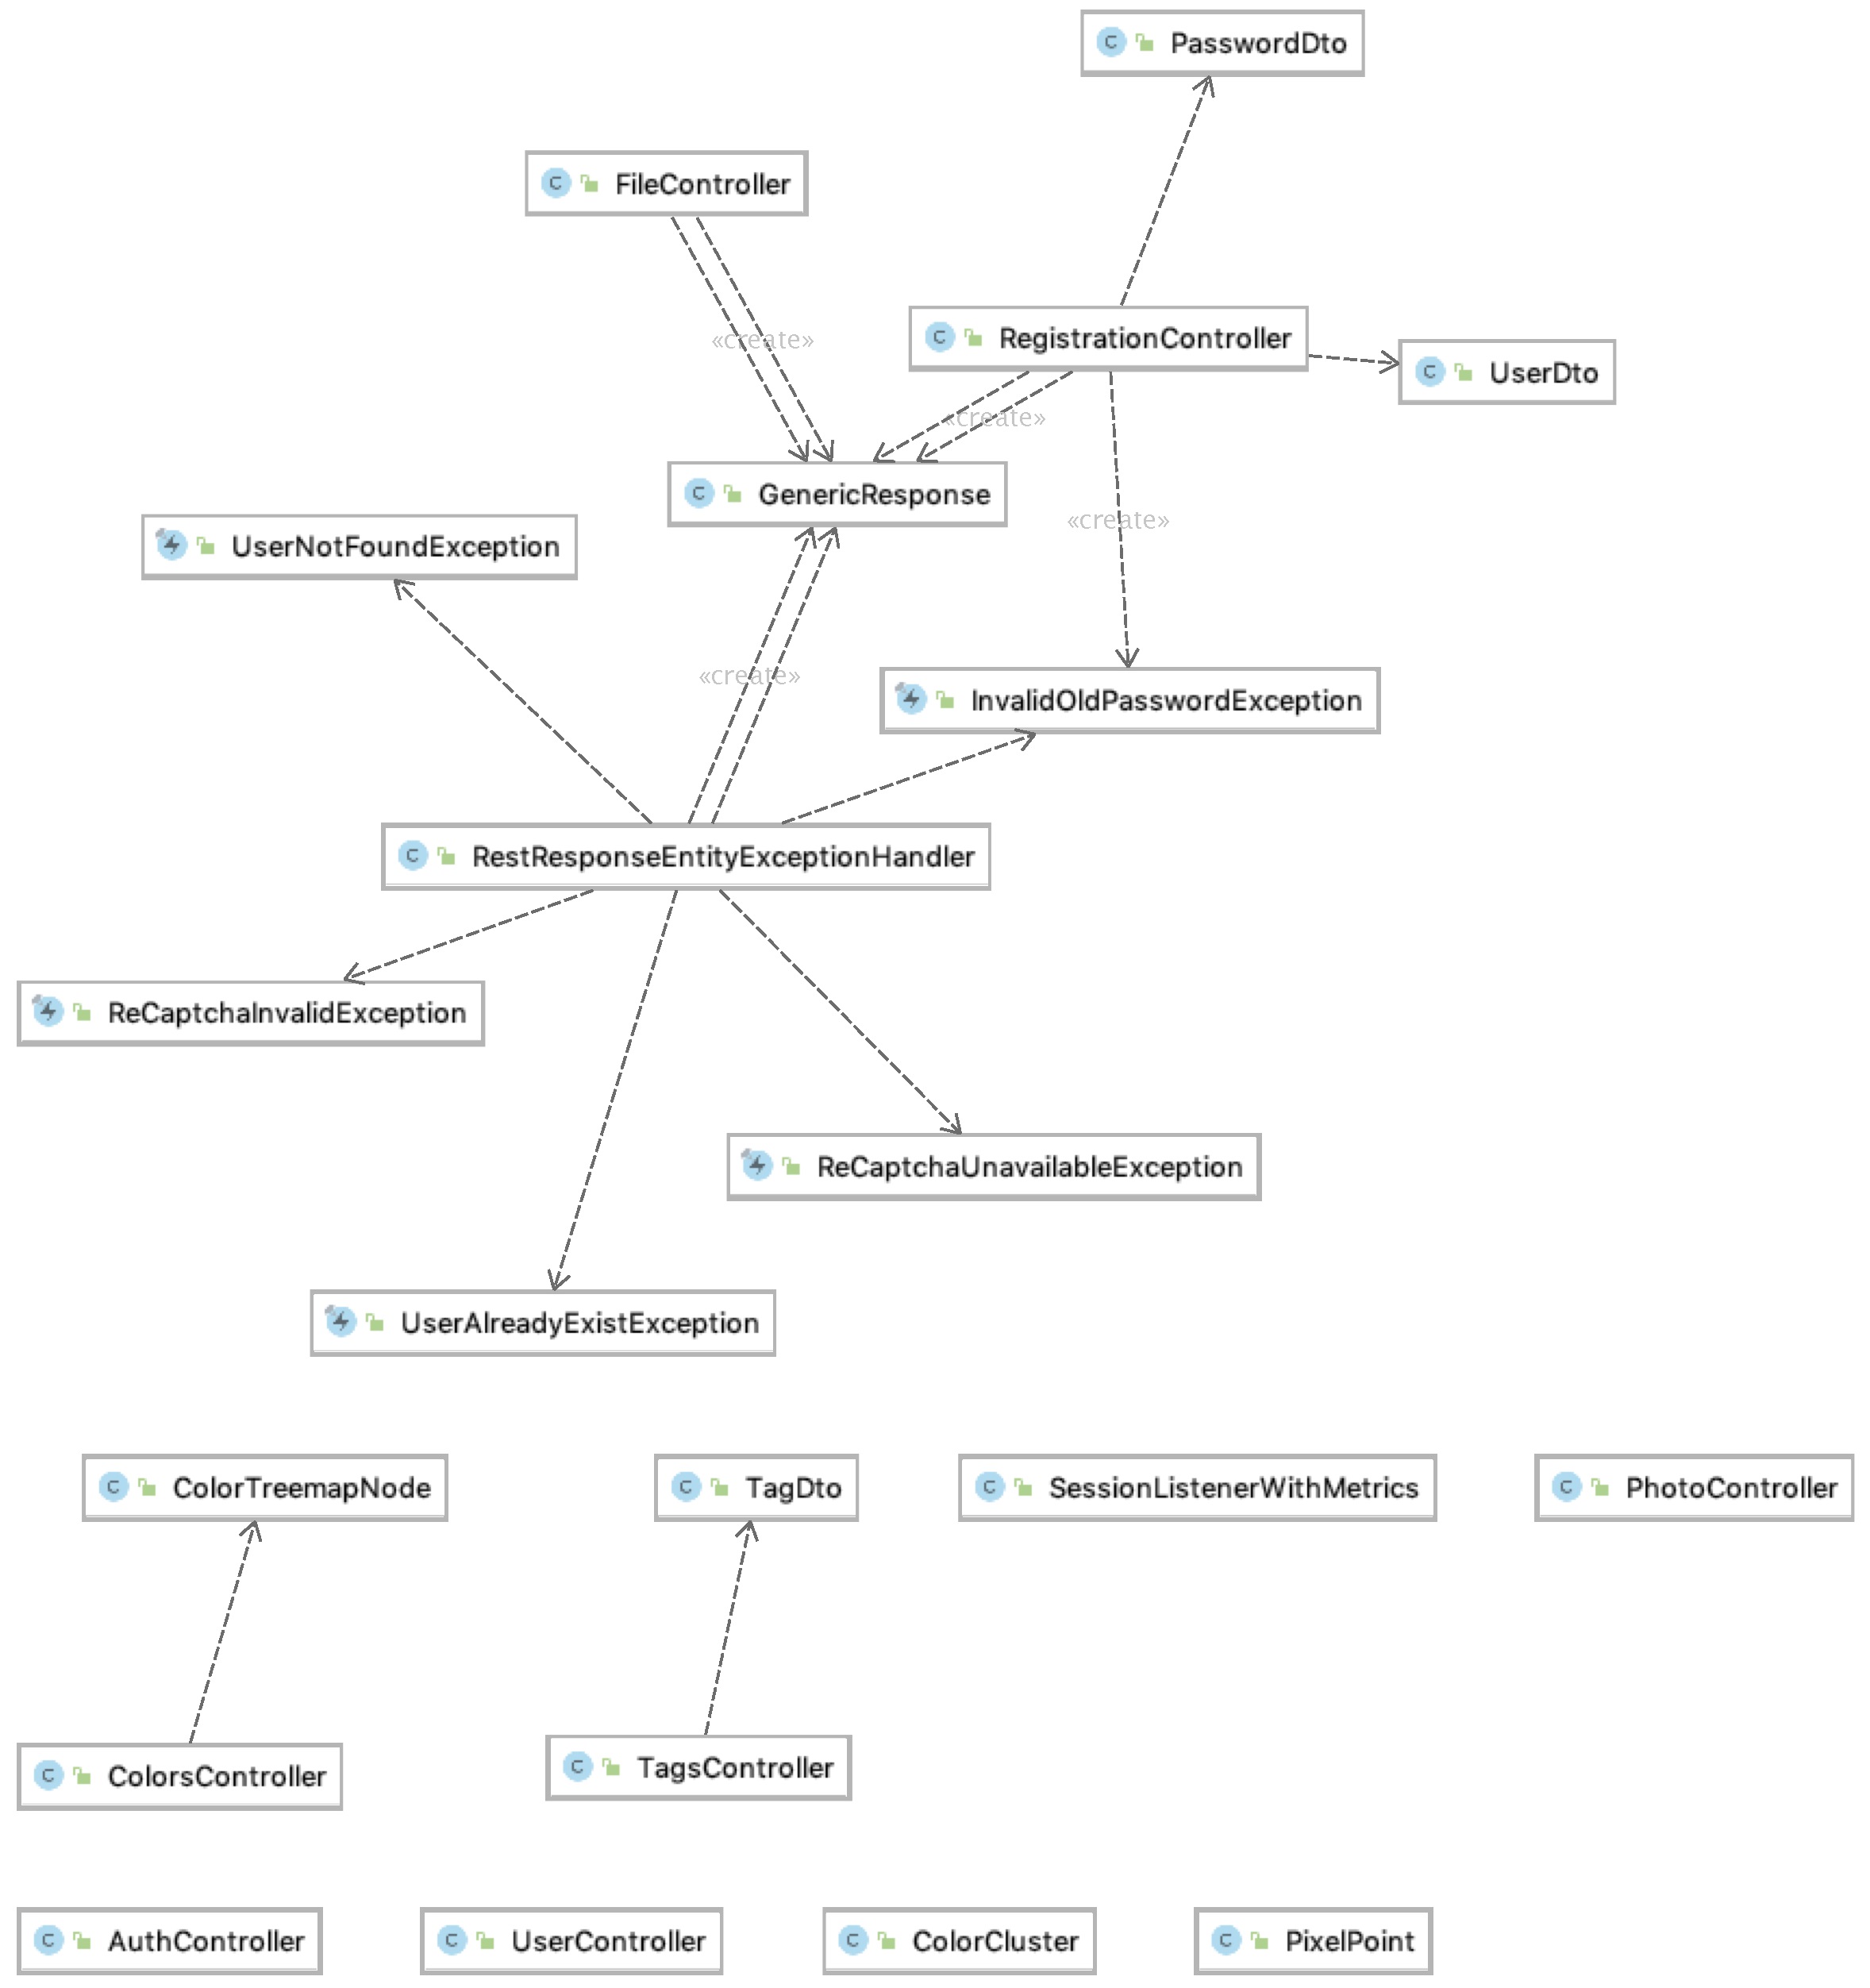 C PasswordDto
C FileController
«create»
C RegistrationController
C UserDto
«create»
C GenericResponse
«create»
UserNotFoundException
«create»
InvalidOldPasswordException
C RestResponseEntityExceptionHandler
ReCaptchaInvalidException
ReCaptchaUnavailableException
UserAlreadyExistException
C ColorTreemapNode
C TagDto
C SessionListenerWithMetrics
C PhotoController
C ColorsController
C TagsController
C AuthController
C UserController
C ColorCluster
C PixelPoint